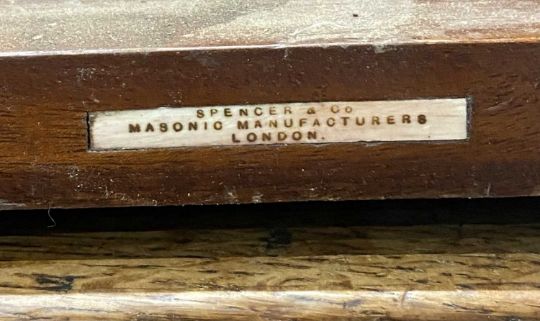 SPENCER & Co
MASONIC MANUFACTURERS
LONDON.